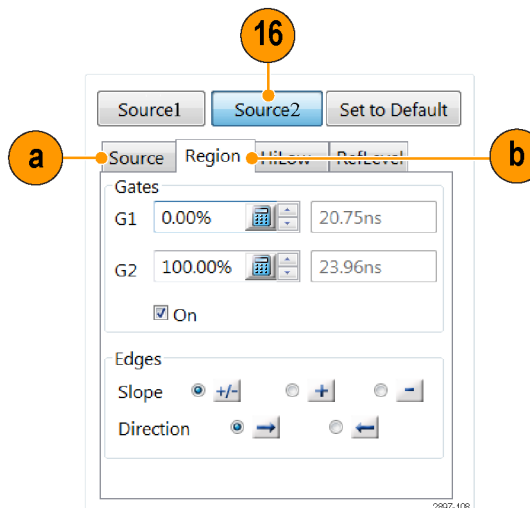 16
Source1 Source2 Set to Default
a Source Region HiLow RefLevel b
Gates
G1 0.00% 20.75ns
G2 100.00% 23.96ns
On
Edges
Slope +/- + -
Direction
2897-108